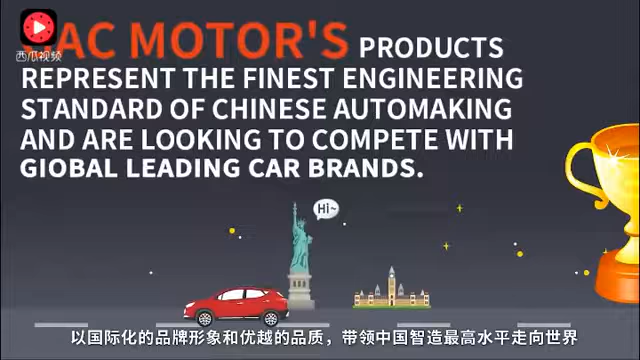 GAC MOTOR'S PRODUCTS
REPRESENT THE FINEST ENGINEERING
STANDARD OF CHINESE AUTOMAKING
AND ARE LOOKING TO COMPETE WITH
GIOBAL LEADING CAR BRANDS.
西瓜视频
Hi~
以国际化的品牌形象和优越的品质，带领中国智造最高水平走向世界